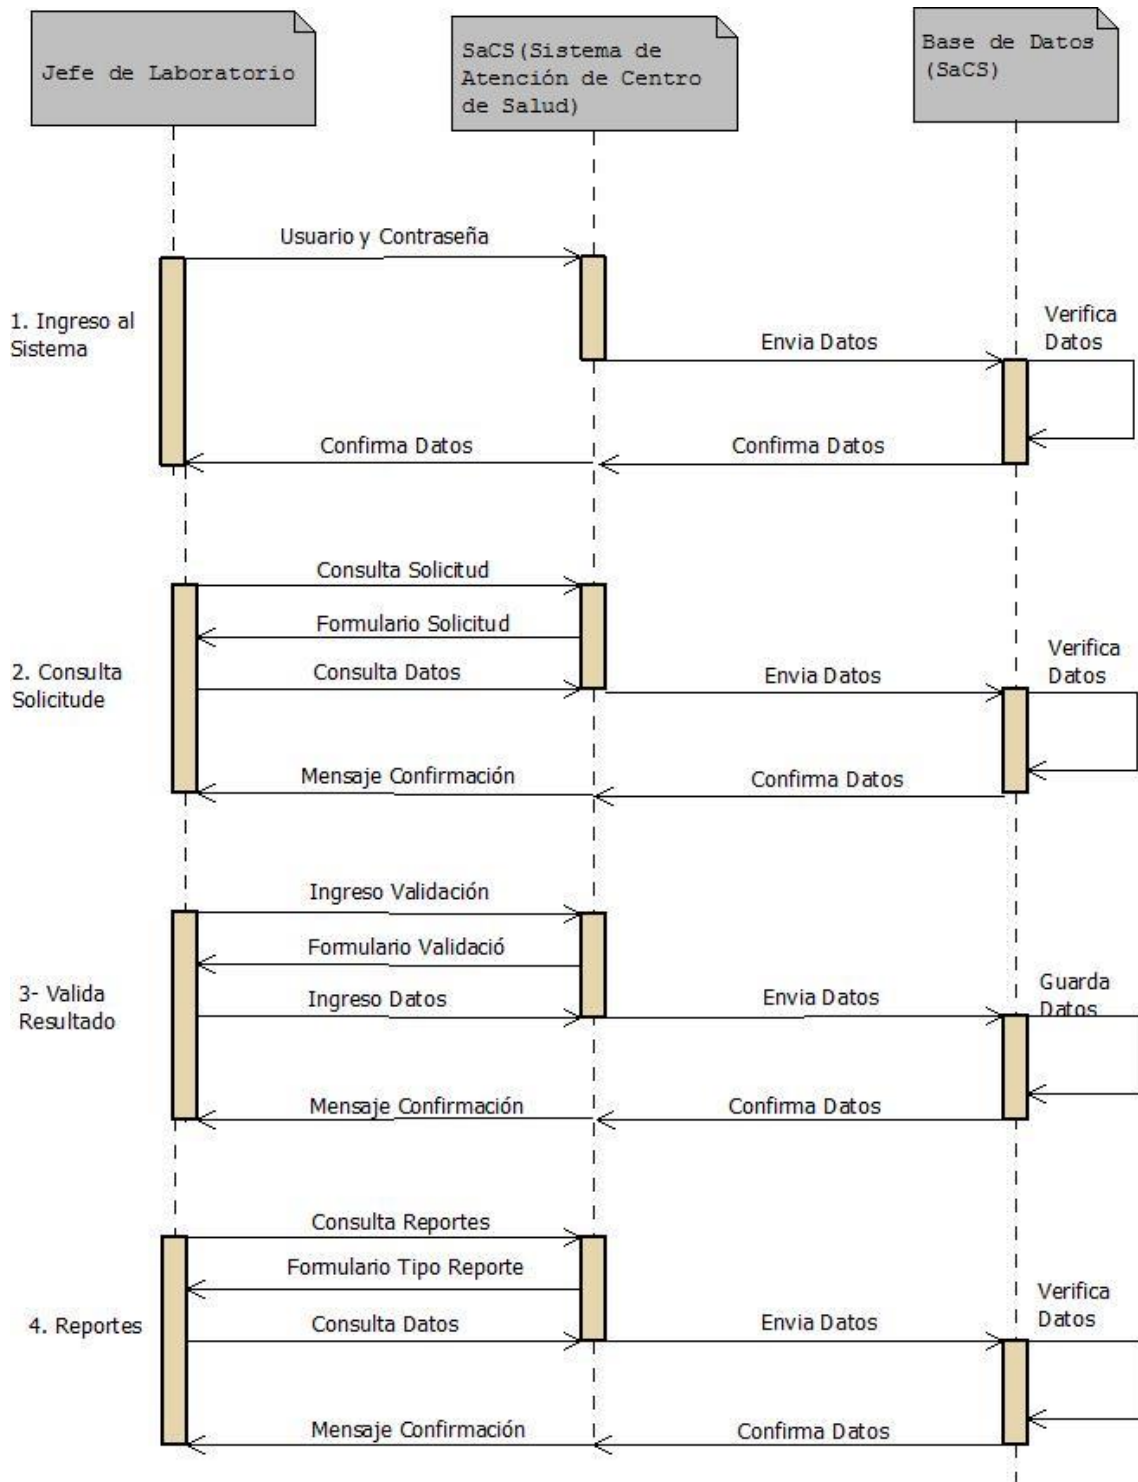 Jefe de Laboratorio
SaCS(Sistema de
Atención de Centro
de Salud)
Base de Datos
(SaCS)
Usuario y Contraseña
1. Ingreso al
Sistema
Envia Datos
Verifica
Datos
Confirma Datos
Confirma Datos
Consulta Solicitud
Formulario Solicitud
2. Consulta
Solicitude
Consulta Datos
Envia Datos
Verifica
Datos
Mensaje Confirmación
Confirma Datos
Ingreso Validación
Formulario Validació
3- Valida
Resultado
Ingreso Datos
Envia Datos
Guarda
Datos
Mensaje Confirmación
Confirma Datos
Consulta Reportes
Formulario Tipo Reporte
4. Reportes
Consulta Datos
Envia Datos
Verifica
Datos
Mensaje Confirmación
Confirma Datos